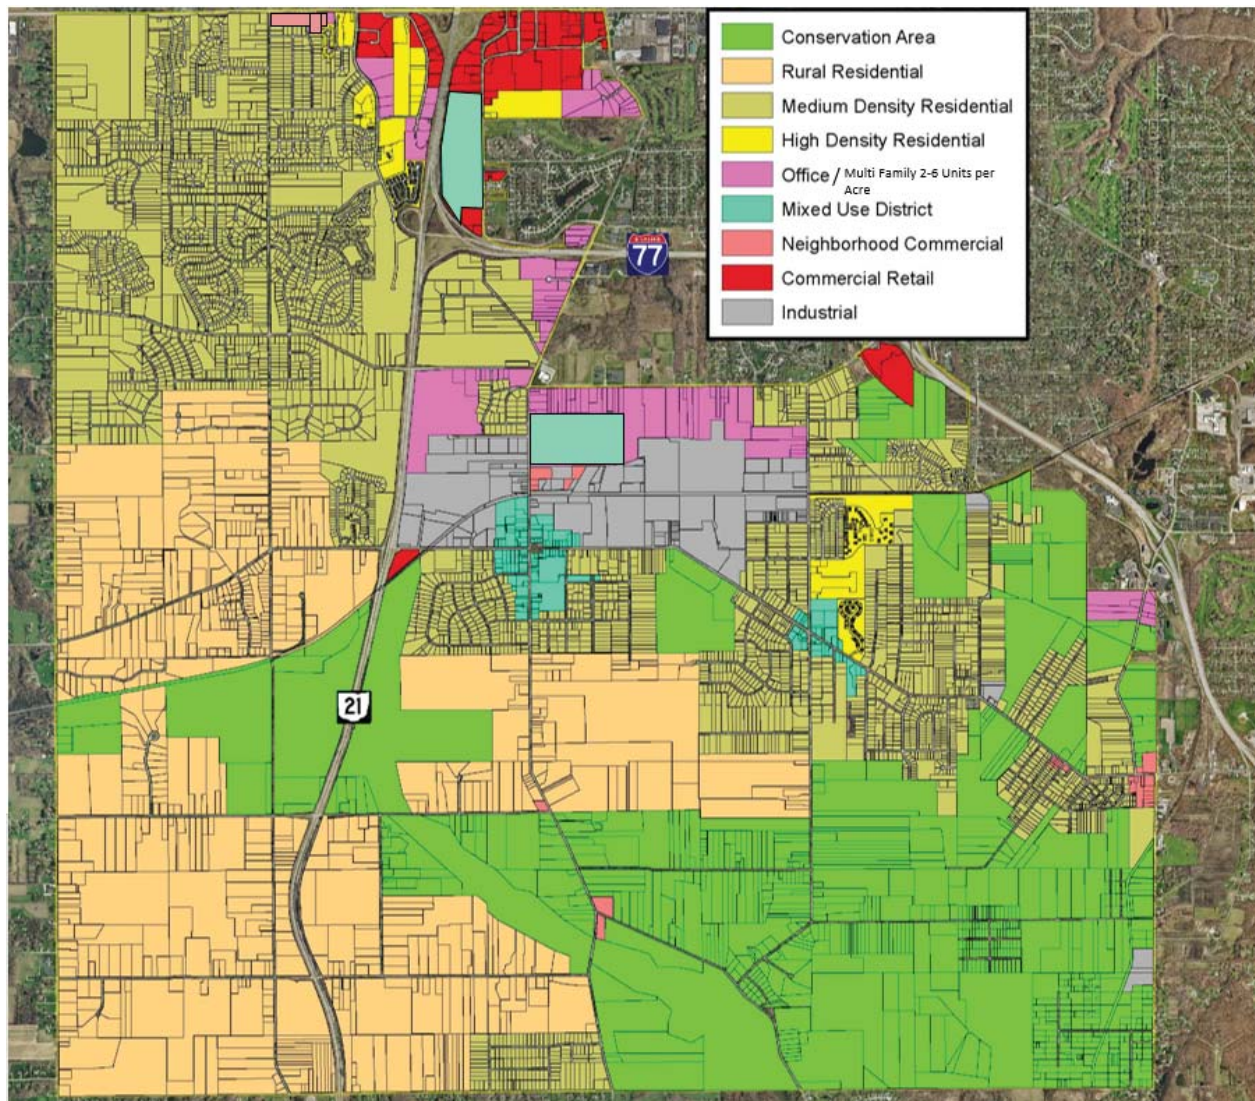 Conservation Area
Rural Residential
Medium Density Residential
High Density Residential
Office / Multi Family 2-6 Units per
Acre
Mixed Use District
Neighborhood Commercial
Commercial Retail
Industrial
77
21